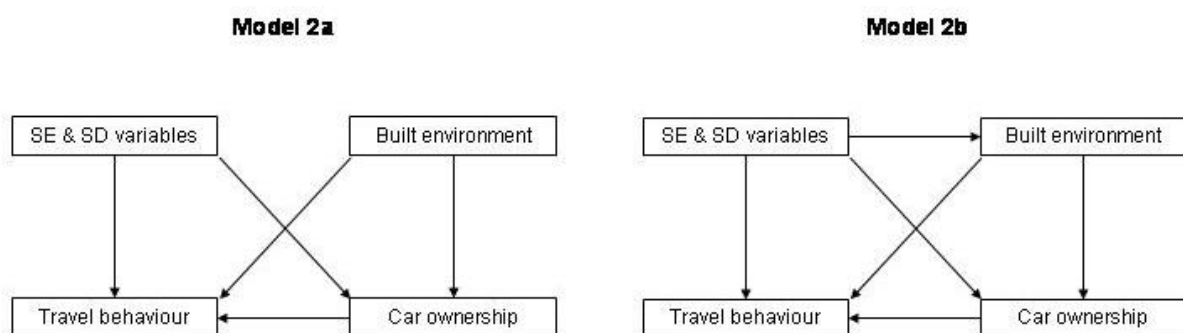 Model 2a
Model 2b
SE & SD variables
Built environment
SE & SD variables
Built environment
Travel behaviour
Car ownership
Travel behaviour
Car ownership